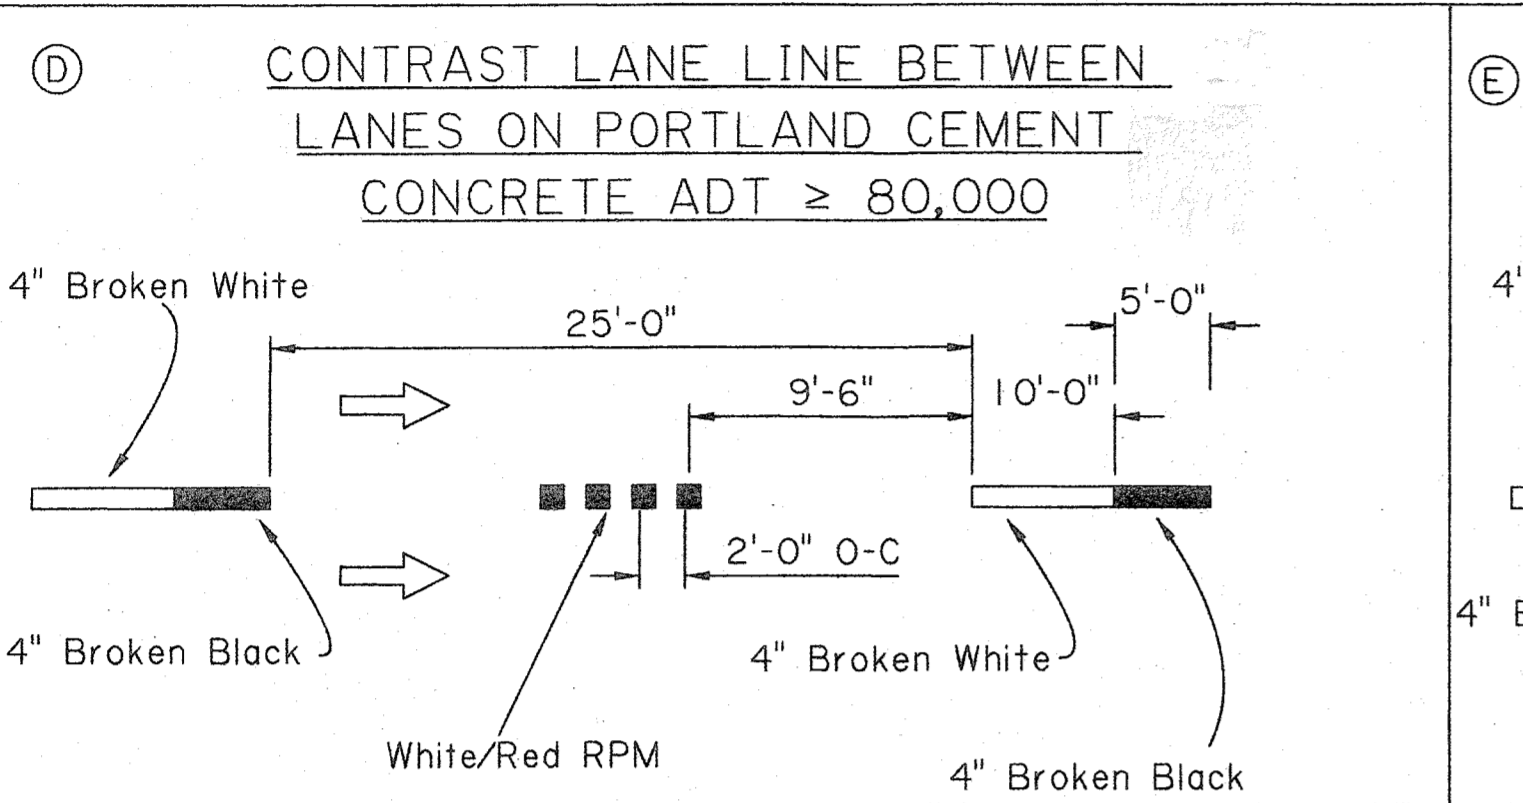 D
CONTRAST LANE LINE BETWEEN
LANES ON PORTLAND CEMENT
CONCRETE ADT ≥ 80,000
E
4" Broken White
25'-0"
5'-0"
9'-6"
10'-0"
2'-0" O-C
4" Broken Black
4" Broken White
White/Red RPM
4" Broken Black
4"